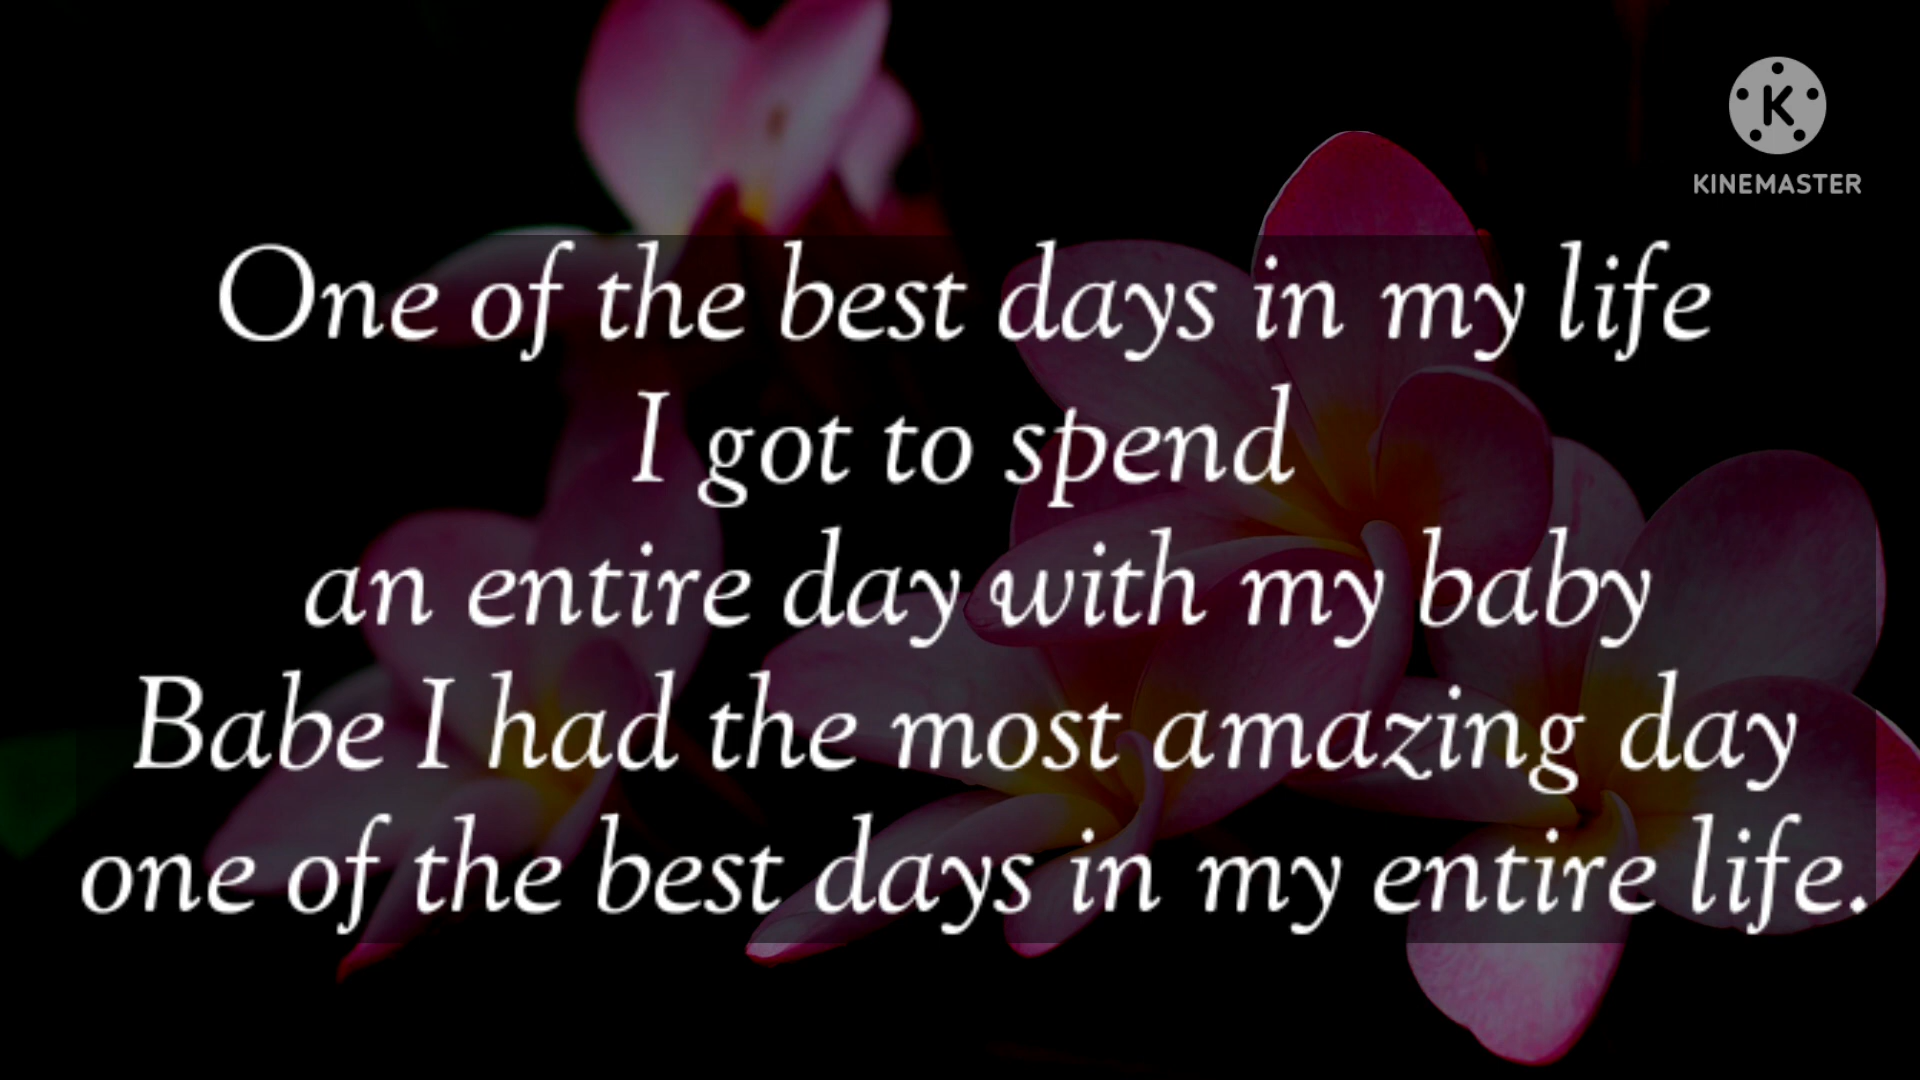 K
KINEMASTER
One of the best days in my life
I got to spend
an entire day with my baby
Babe I had the most amazing day
one of the best days in my entire life.